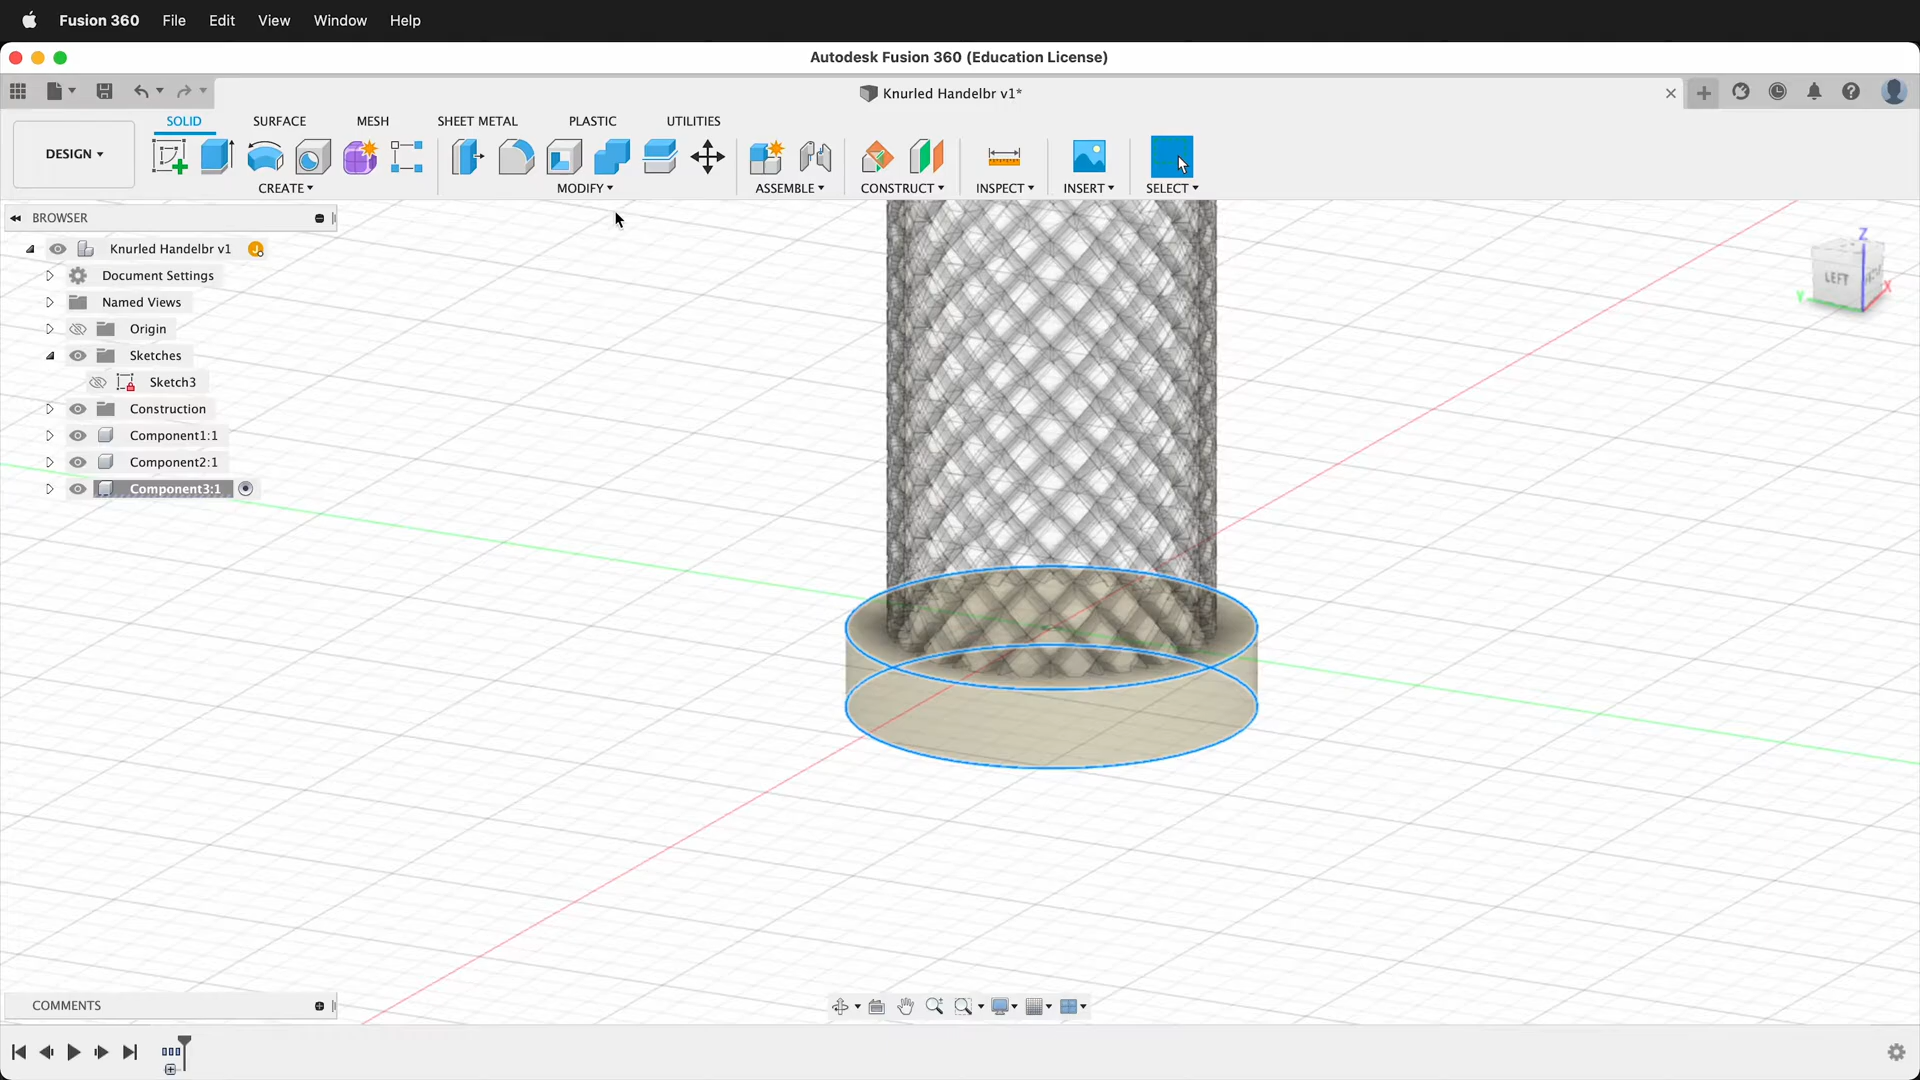 Fusion 360 File Edit View Window Help
Autodesk Fusion 360 (Education License)
Knurled Handelbr v1*
DESIGN
SOLID SURFACE MESH SHEET METAL PLASTIC UTILITIES
CREATE MODIFY ASSEMBLE CONSTRUCT INSPECT INSERT SELECT
BROWSER
Knurled Handelbr v1
Document Settings
Named Views
Origin
Sketches
Sketch3
Construction
Component1:1
Component2:1
Component3:1
Z
LEFT
Y
X
COMMENTS